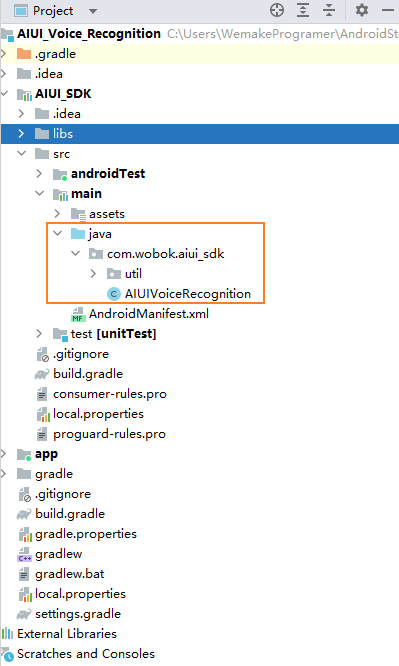 Project
AIUI_Voice_Recognition C:\Users\WemakeProgramer\AndroidSt
.gradle
.idea
AIUI_SDK
.idea
libs
src
androidTest
main
assets
java
com.wobok.aiui_sdk
util
C AIUIVoiceRecognition
MF AndroidManifest.xml
test [unitTest]
.gitignore
build.gradle
consumer-rules.pro
local.properties
proguard-rules.pro
app
gradle
.gitignore
build.gradle
gradle.properties
C++ gradlew
gradlew.bat
local.properties
settings.gradle
External Libraries
Scratches and Consoles